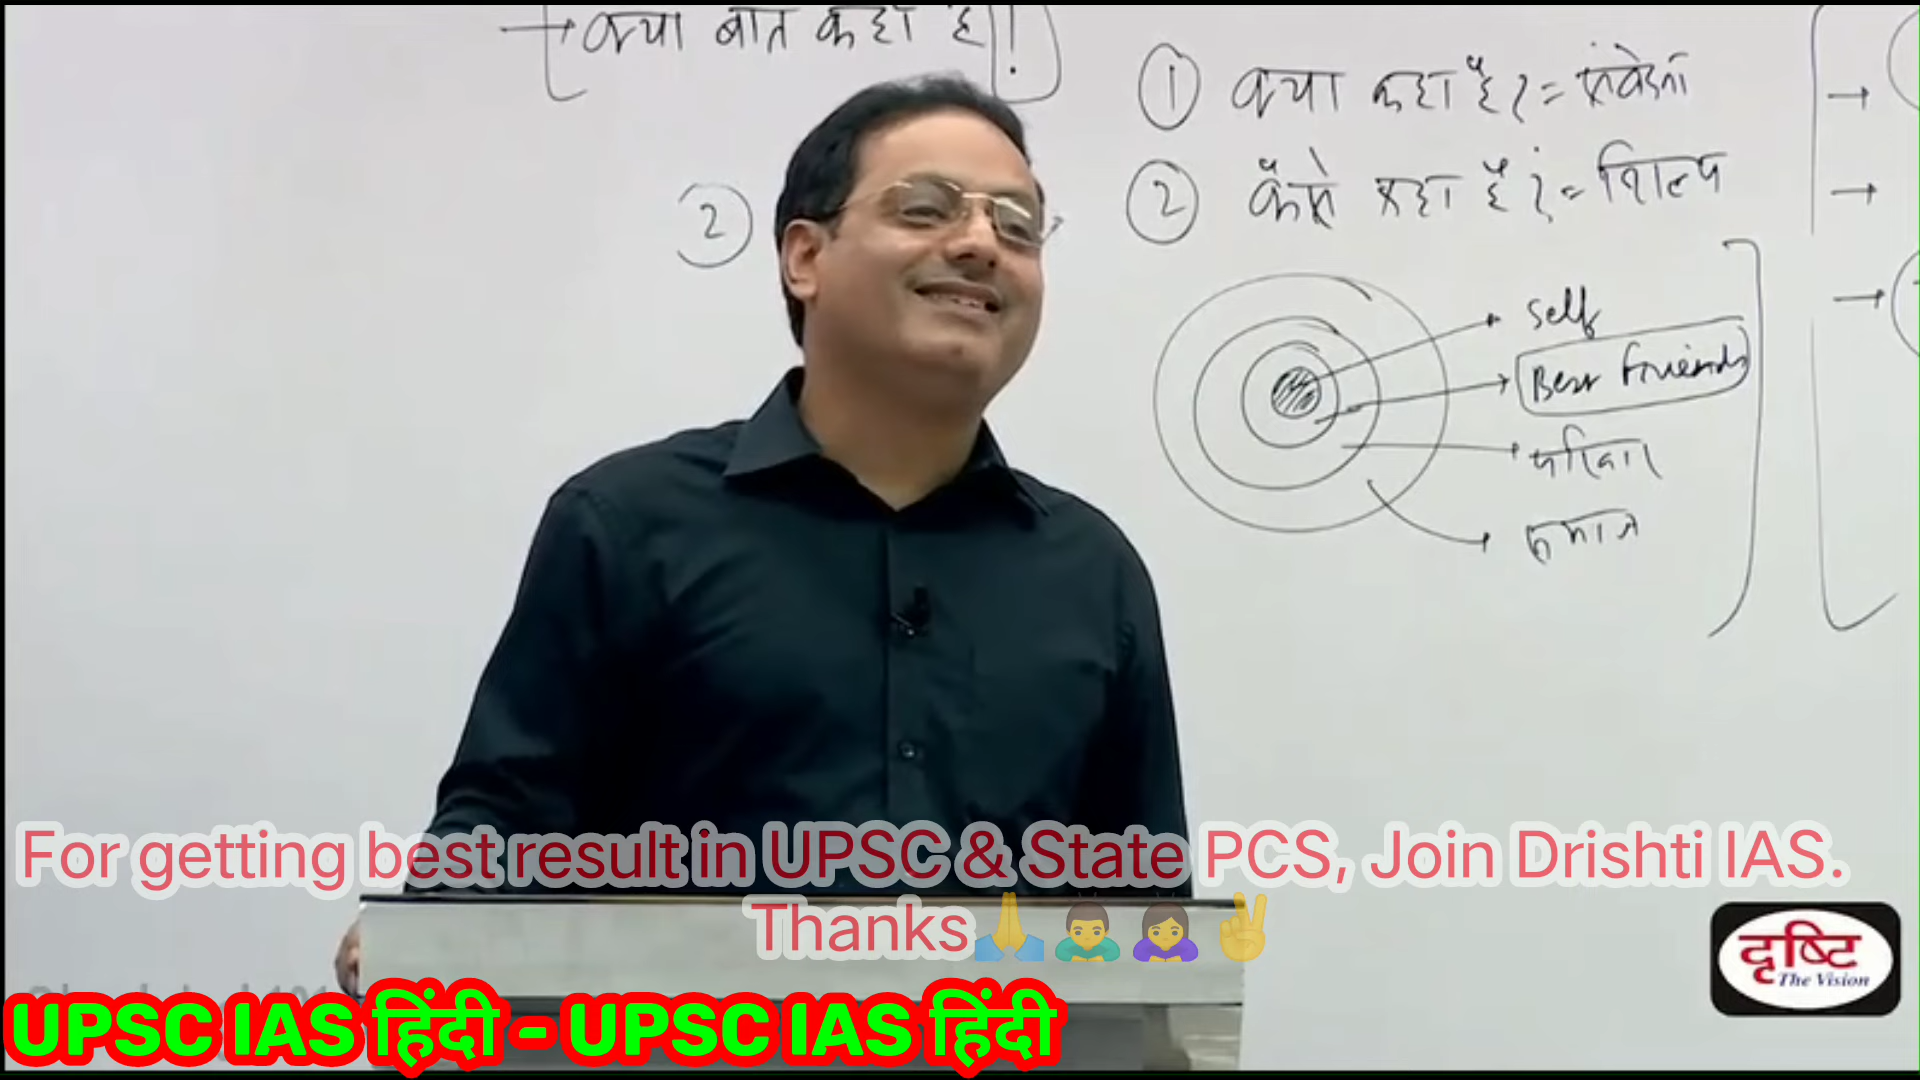 क्या बात कही है!
① क्या कहा है? = संवेदना
② कैसे कहा है? = शिल्प
2
Self
Best Friends
परिवार
समाज
For getting best result in UPSC & State PCS, Join Drishti IAS.
Thanks🙏🙇‍♂️🙇‍♀️✌️
दृष्टि
The Vision
UPSC IAS हिंदी - UPSC IAS हिंदी